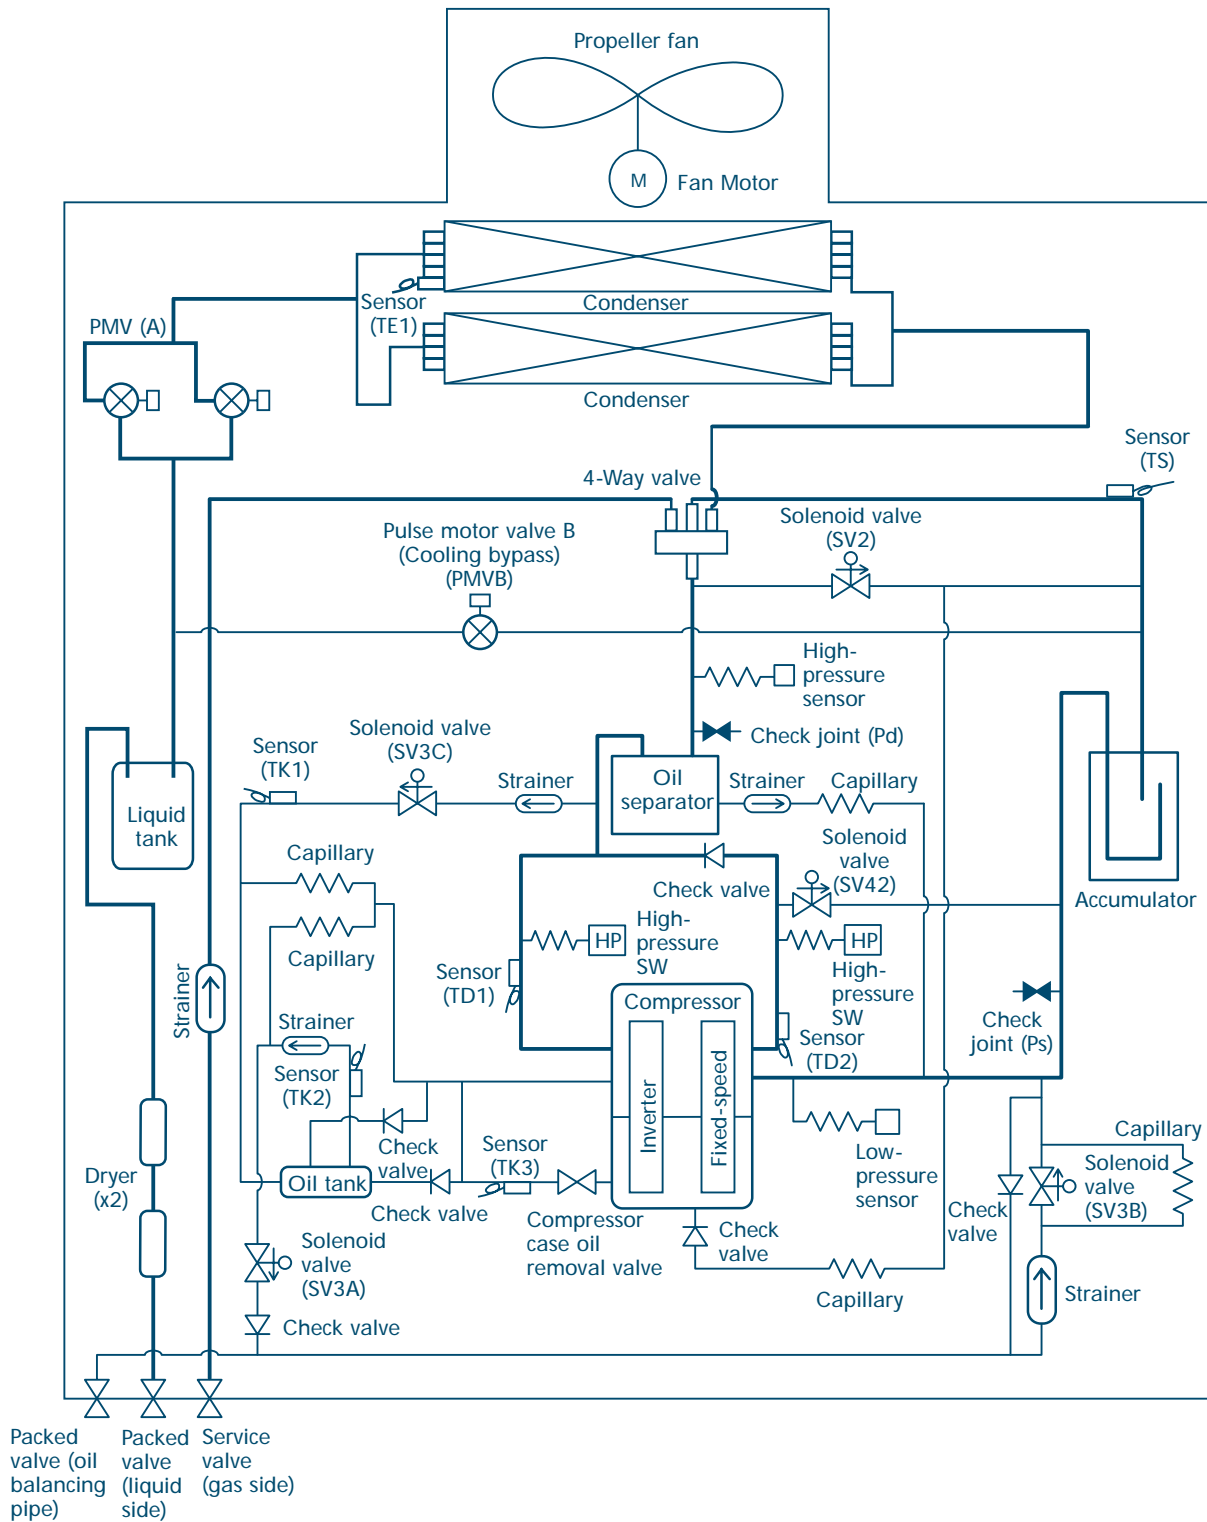 Propeller fan
M
Fan Motor
Condenser
Sensor
(TE1)
PMV (A)
Condenser
Sensor
(TS)
4-Way valve
Solenoid valve
(SV2)
Pulse motor valve B
(Cooling bypass)
(PMVB)
High-
pressure
sensor
Solenoid valve
(SV3C)
Check joint (Pd)
Sensor
(TK1)
Strainer
Oil
separator
Strainer
Capillary
Liquid
tank
Capillary
Check valve
Solenoid
valve
(SV42)
Accumulator
Capillary
HP
High-
pressure
SW
HP
High-
pressure
SW
Sensor
(TD1)
Strainer
Compressor
Inverter
Fixed-speed
Check
joint (Ps)
Sensor
(TD2)
Strainer
Sensor
(TK2)
Check
valve
Sensor
(TK3)
Low-
pressure
sensor
Capillary
Solenoid
valve
(SV3B)
Dryer
(x2)
Oil tank
Check valve
Compressor
case oil
removal valve
Check
valve
Check
valve
Solenoid
valve
(SV3A)
Capillary
Strainer
Check valve
Packed
valve (oil
balancing
pipe)
Packed
valve
(liquid
side)
Service
valve
(gas side)